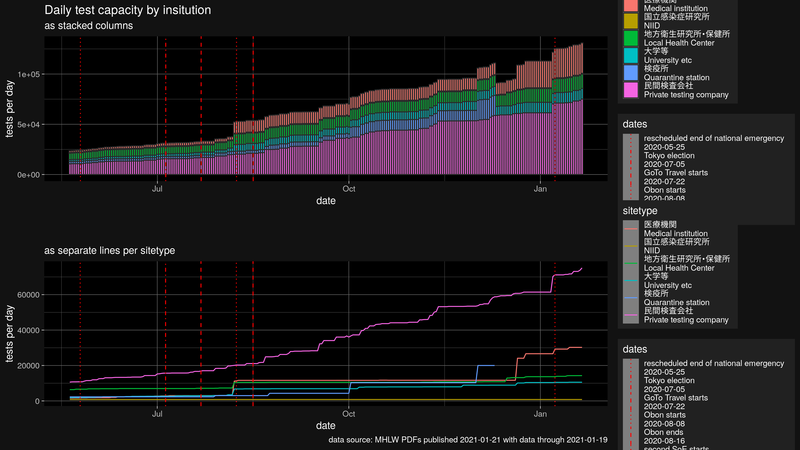 Daily test capacity by insitution
as stacked columns
tests per day
1e+05
5e+04
0e+00
Jul
Oct
Jan
date
医療機関
Medical institution
国立感染症研究所
NIID
地方衛生研究所・保健所
Local Health Center
大学等
University etc
検疫所
Quarantine station
民間検査会社
Private testing company
dates
rescheduled end of national emergency
2020-05-25
Tokyo election
2020-07-05
GoTo Travel starts
2020-07-22
Obon starts
2020-08-08
as separate lines per sitetype
tests per day
60000
40000
20000
0
Jul
Oct
Jan
date
data source: MHLW PDFs published 2021-01-21 with data through 2021-01-19
sitetype
医療機関
Medical institution
国立感染症研究所
NIID
地方衛生研究所・保健所
Local Health Center
大学等
University etc
検疫所
Quarantine station
民間検査会社
Private testing company
dates
rescheduled end of national emergency
2020-05-25
Tokyo election
2020-07-05
GoTo Travel starts
2020-07-22
Obon starts
2020-08-08
Obon ends
2020-08-16
second SoE starts